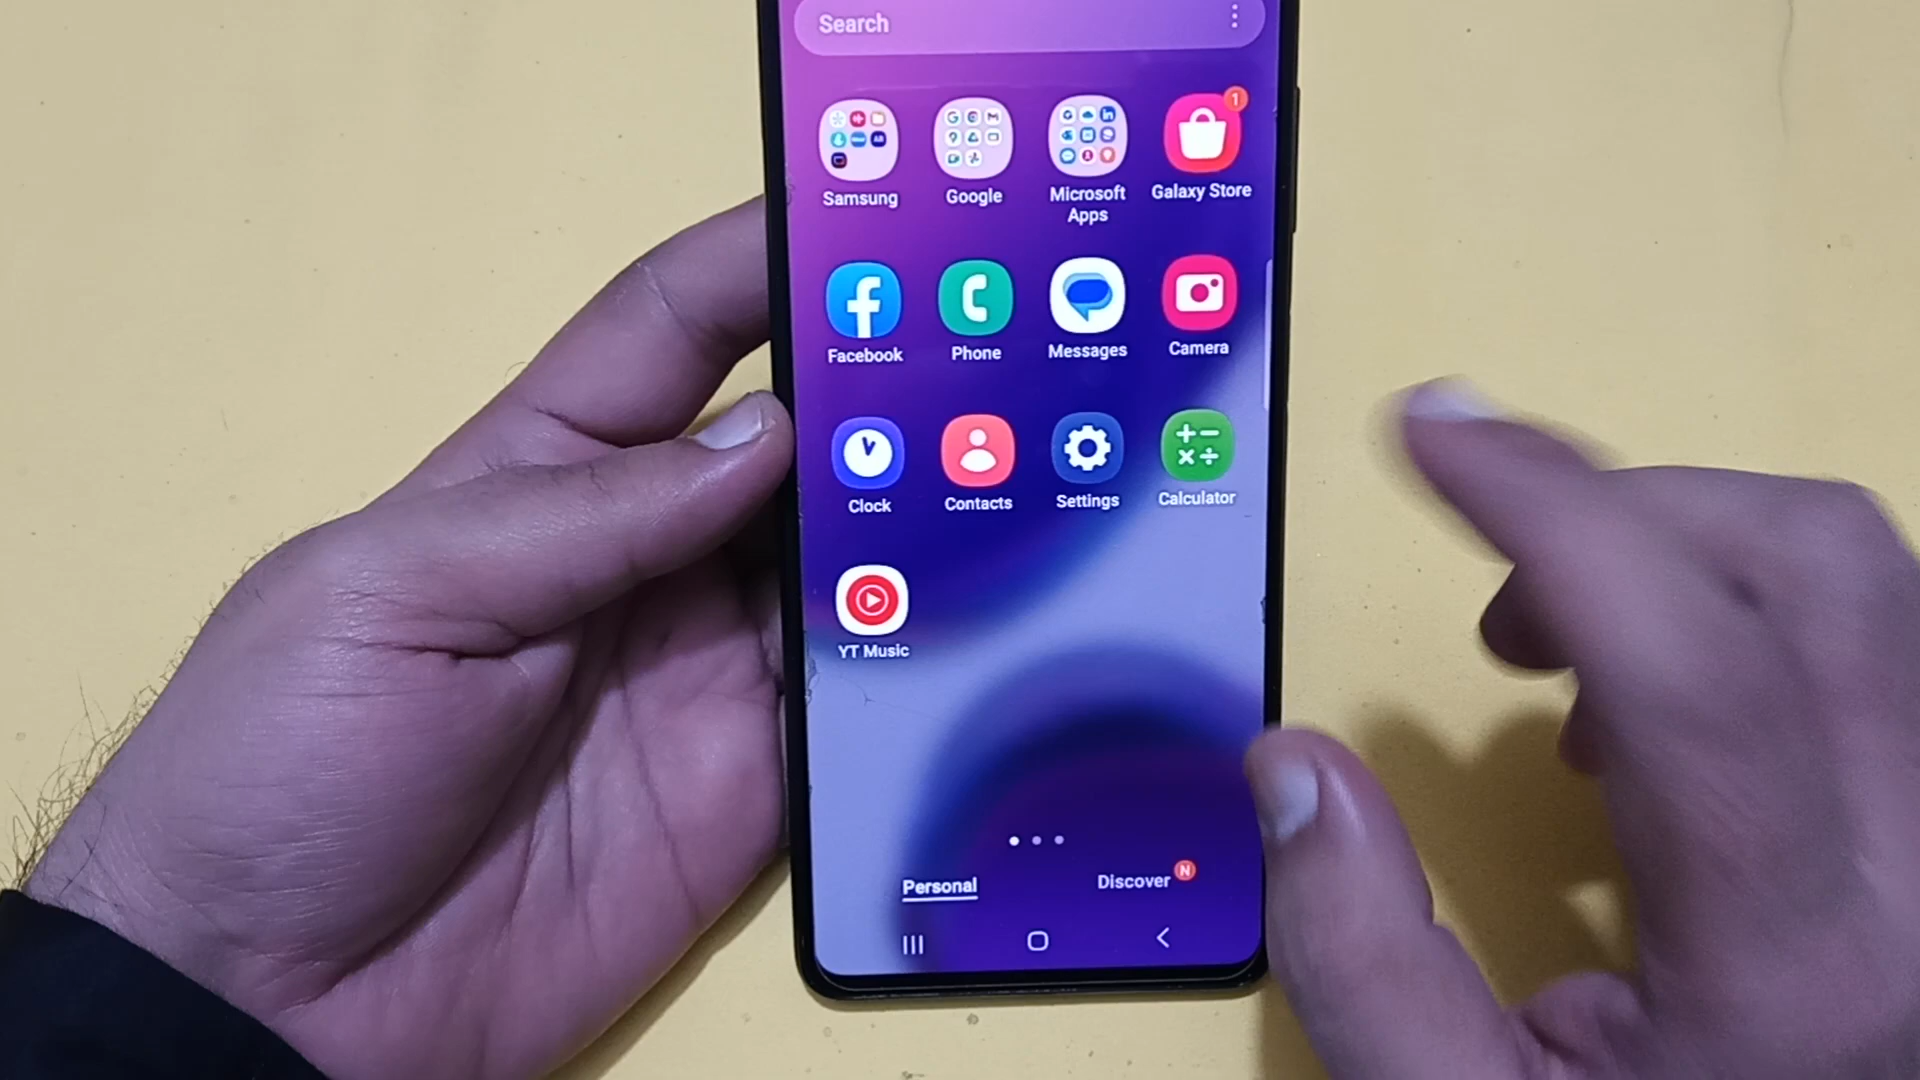 Search
1
Samsung
Google
Microsoft
Apps
Galaxy Store
Facebook
Phone
Messages
Camera
Clock
Contacts
Settings
Calculator
YT Music
Personal
Discover
N